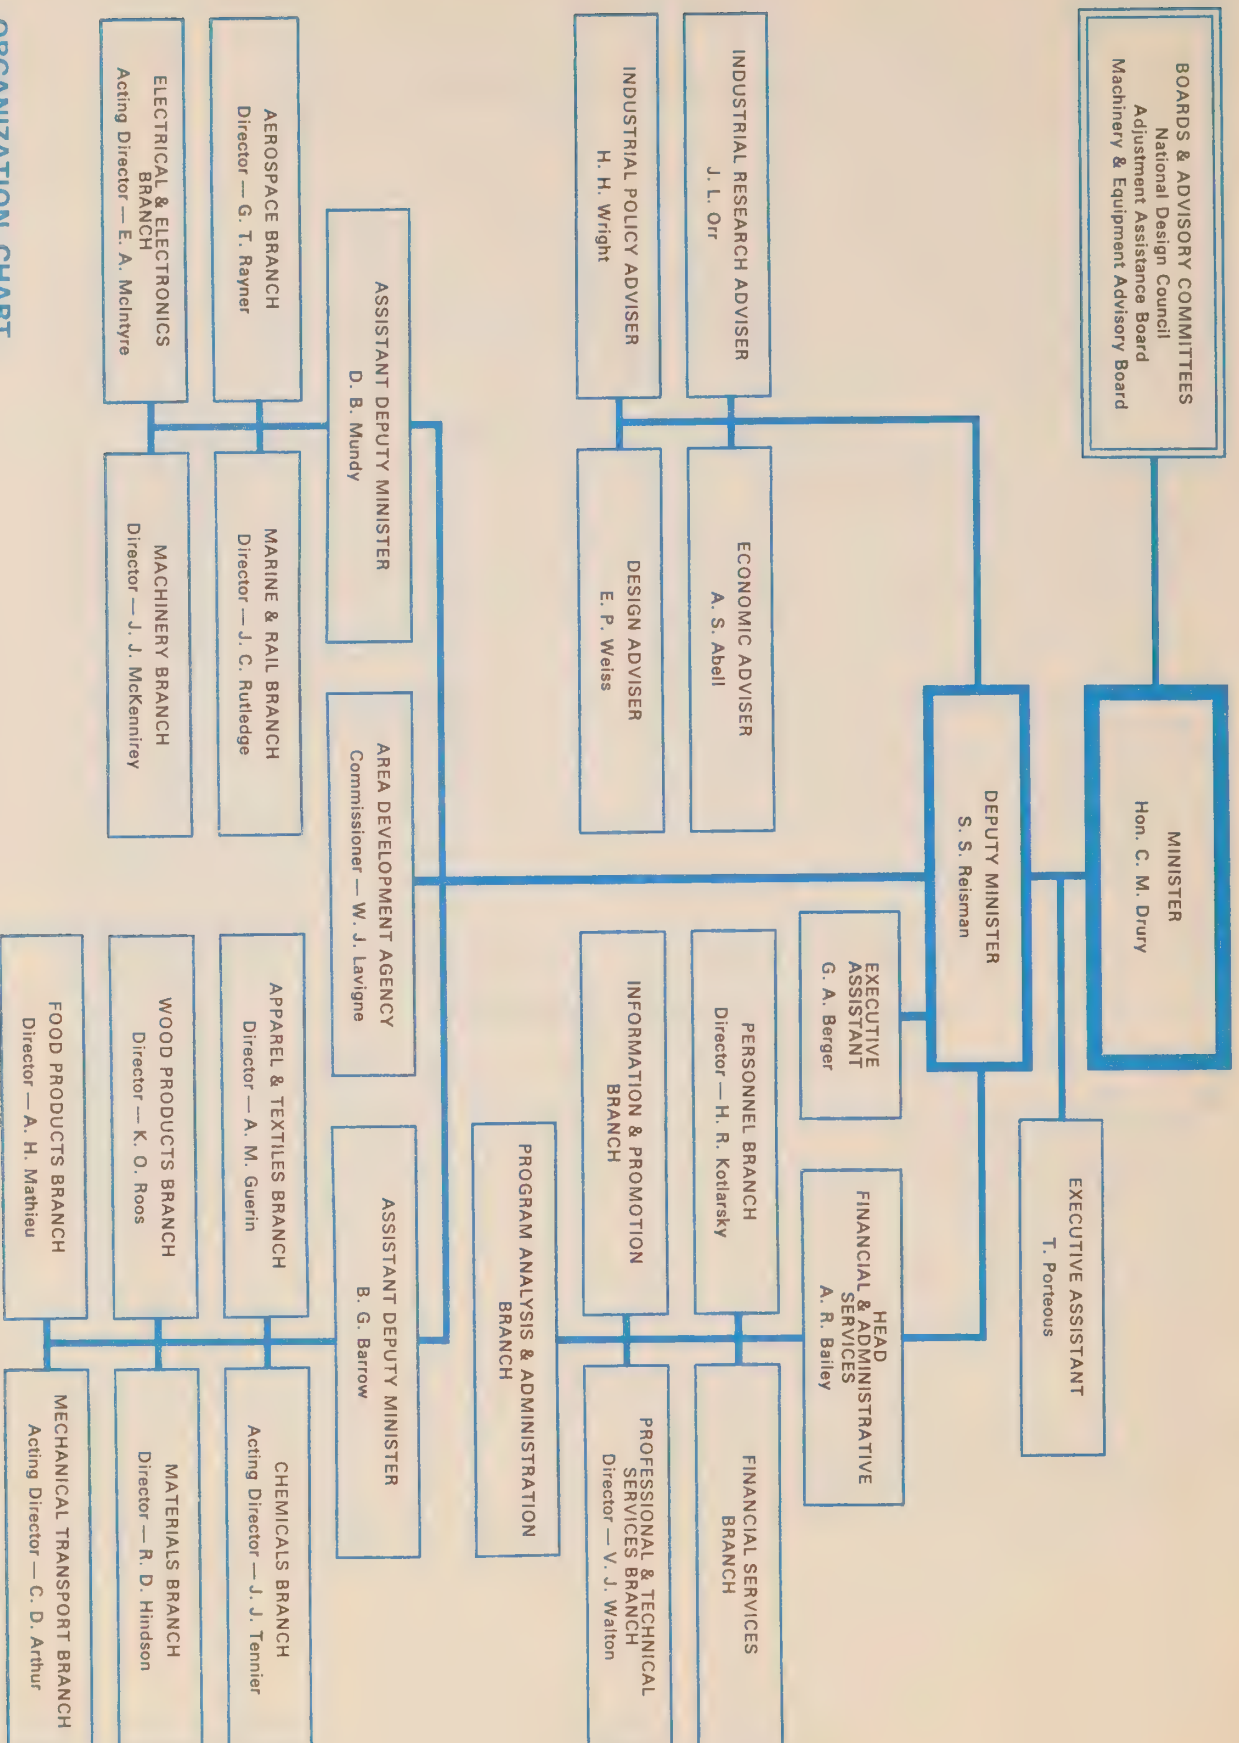 BOARDS & ADVISORY COMMITTEES
National Design Council
Adjustment Assistance Board
Machinery & Equipment Advisory Board
MINISTER
Hon. C. M. Drury
EXECUTIVE ASSISTANT
T. Porteous
DEPUTY MINISTER
S. S. Reisman
EXECUTIVE
ASSISTANT
G. A. Berger
HEAD
FINANCIAL & ADMINISTRATIVE
SERVICES
A. R. Bailey
INDUSTRIAL RESEARCH ADVISER
J. L. Orr
ECONOMIC ADVISER
A. S. Abell
PERSONNEL BRANCH
Director — H. R. Kotlarsky
FINANCIAL SERVICES
BRANCH
INDUSTRIAL POLICY ADVISER
H. H. Wright
DESIGN ADVISER
E. P. Weiss
INFORMATION & PROMOTION
BRANCH
PROFESSIONAL & TECHNICAL
SERVICES BRANCH
Director — V. J. Walton
PROGRAM ANALYSIS & ADMINISTRATION
BRANCH
ASSISTANT DEPUTY MINISTER
D. B. Mundy
AREA DEVELOPMENT AGENCY
Commissioner — W. J. Lavigne
ASSISTANT DEPUTY MINISTER
B. G. Barrow
AEROSPACE BRANCH
Director — G. T. Rayner
MARINE & RAIL BRANCH
Director — J. C. Rutledge
APPAREL & TEXTILES BRANCH
Director — A. M. Guerin
CHEMICALS BRANCH
Acting Director — J. J. Tennier
ELECTRICAL & ELECTRONICS
BRANCH
Acting Director — E. A. McIntyre
MACHINERY BRANCH
Director — J. J. McKennirey
WOOD PRODUCTS BRANCH
Director — K. O. Roos
MATERIALS BRANCH
Director — R. D. Hindson
FOOD PRODUCTS BRANCH
Director — A. H. Mathieu
MECHANICAL TRANSPORT BRANCH
Acting Director — C. D. Arthur
ORGANIZATION CHART